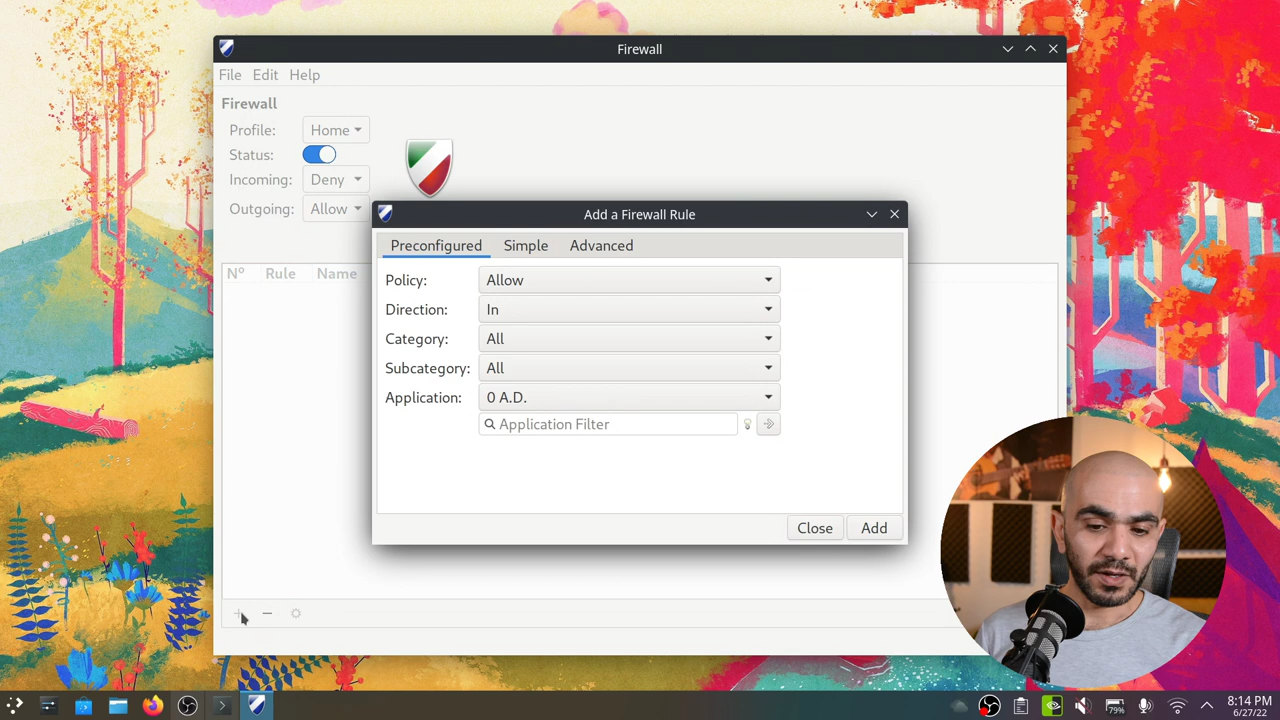 Firewall
File Edit Help
Firewall
Profile: Home
Status:
Incoming: Deny
Outgoing: Allow
Nº Rule Name
Add a Firewall Rule
Preconfigured Simple Advanced
Policy: Allow
Direction: In
Category: All
Subcategory: All
Application: 0 A.D.
Application Filter
Close Add
79%
8:14 PM
6/27/22